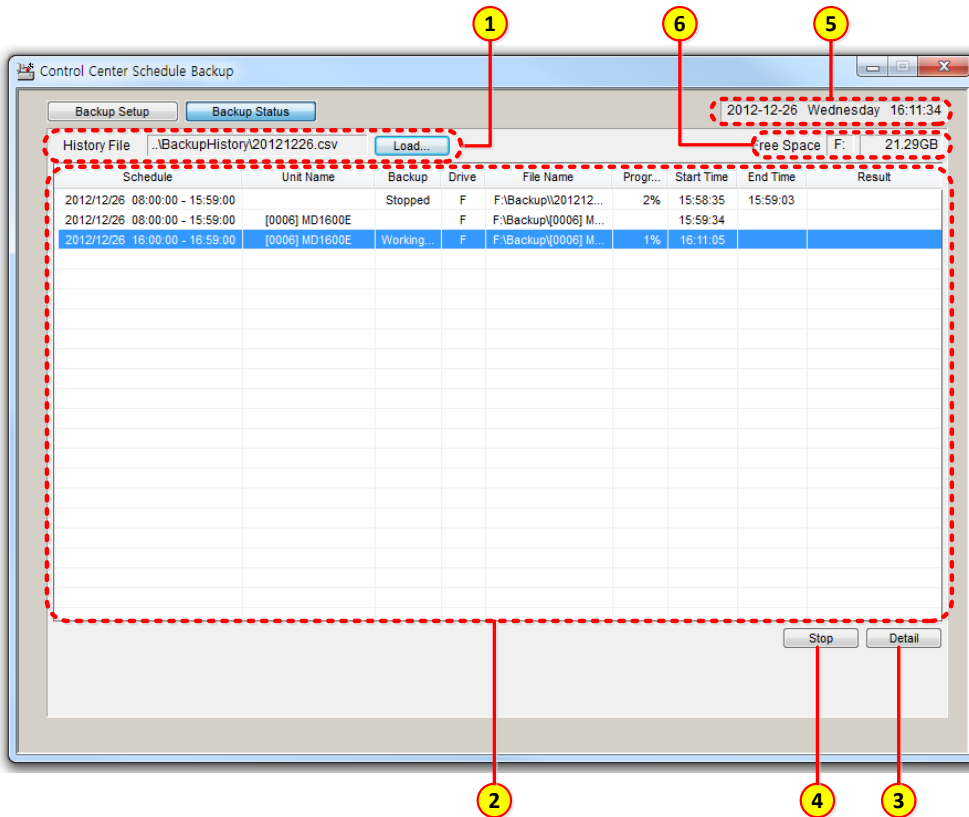 1 6 5
Control Center Schedule Backup
Backup Setup Backup Status 2012-12-26 Wednesday 16:11:34
History File ..\BackupHistory\20121226.csv Load... Free Space F: 21.29GB
Schedule Unit Name Backup Drive File Name Progr... Start Time End Time Result
2012/12/26 08:00:00 - 15:59:00 Stopped F F:\Backup\\201212... 2% 15:58:35 15:59:03
2012/12/26 08:00:00 - 15:59:00 [0006] MD1600E F F:\Backup\[0006] M... 15:59:34
2012/12/26 16:00:00 - 16:59:00 [0006] MD1600E Working... F F:\Backup\[0006] M... 1% 16:11:05
Stop Detail
2 4 3